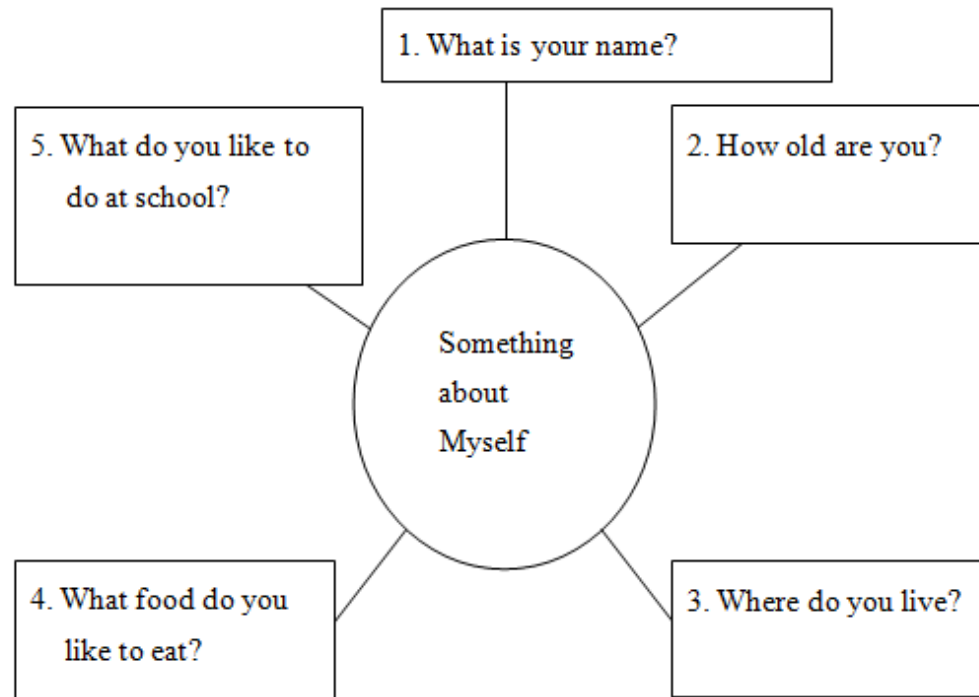 1. What is your name?
2. How old are you?
3. Where do you live?
4. What food do you
like to eat?
5. What do you like to
do at school?
Something
about
Myself